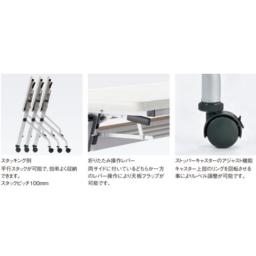 スタッキング例
平行スタックが可能で、効率よく収納
できます。
スタックピッチ100mm
折りたたみ操作レバー
両サイドに付いているどちらか一方
のレバー操作により天板フラップが
可能です。
ストッパーキャスターのアジャスト機能
キャスター上部のリングを回転させる
事によりレベル調整が可能です。